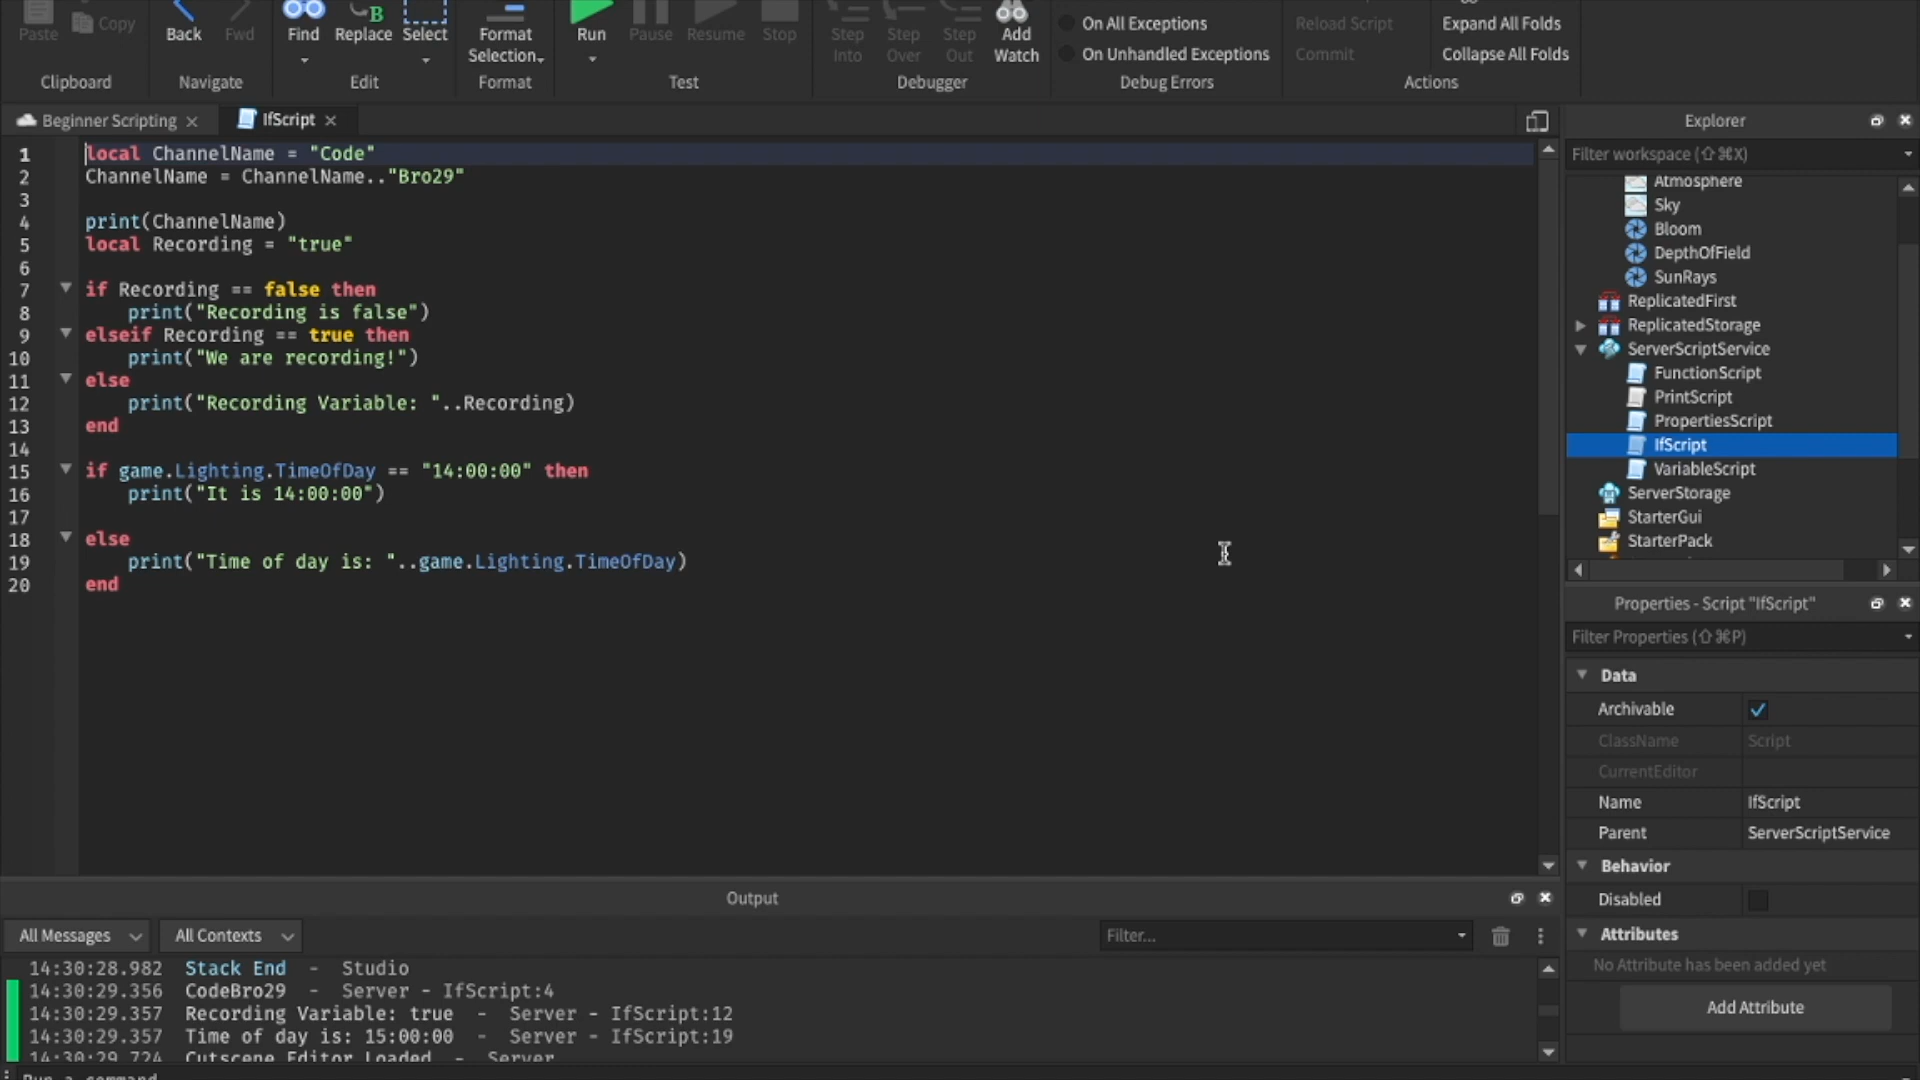 Paste Copy
Clipboard
Back Fwd
Navigate
Find Replace Select
Edit
Format
Selection
Format
Run Pause Resume Stop
Test
Step Into
Step Over
Step Out
Add Watch
Debugger
On All Exceptions
On Unhandled Exceptions
Debug Errors
Reload Script
Commit
Expand All Folds
Collapse All Folds
Actions
Beginner Scripting
IfScript
1 local ChannelName = "Code"
2 ChannelName = ChannelName.."Bro29"
3
4 print(ChannelName)
5 local Recording = "true"
6
7 if Recording == false then
8 print("Recording is false")
9 elseif Recording == true then
10 print("We are recording!")
11 else
12 print("Recording Variable: "..Recording)
13 end
14
15 if game.Lighting.TimeOfDay == "14:00:00" then
16 print("It is 14:00:00")
17
18 else
19 print("Time of day is: "..game.Lighting.TimeOfDay)
20 end
Explorer
Filter workspace (⇧⌘X)
Atmosphere
Sky
Bloom
DepthOfField
SunRays
ReplicatedFirst
ReplicatedStorage
ServerScriptService
FunctionScript
PrintScript
PropertiesScript
IfScript
VariableScript
ServerStorage
StarterGui
StarterPack
Properties - Script "IfScript"
Filter Properties (⇧⌘P)
Data
Archivable
ClassName Script
CurrentEditor
Name IfScript
Parent ServerScriptService
Behavior
Disabled
Attributes
No Attribute has been added yet
Add Attribute
Output
All Messages All Contexts Filter...
14:30:28.982 Stack End - Studio
14:30:29.356 CodeBro29 - Server - IfScript:4
14:30:29.357 Recording Variable: true - Server - IfScript:12
14:30:29.357 Time of day is: 15:00:00 - Server - IfScript:19
14:30:29.724 Cutscene Editor Loaded - Server
Run a command